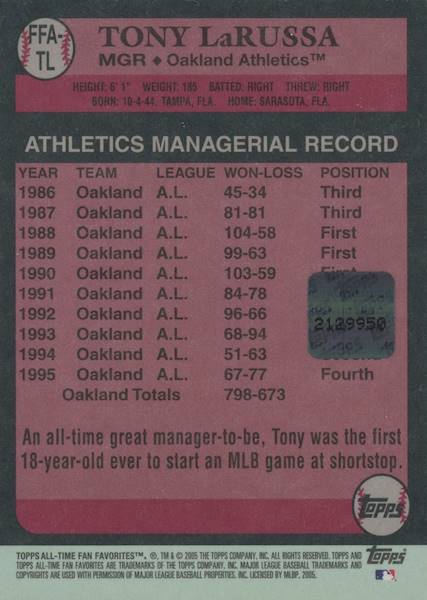 FFA-
TL
TONY LaRUSSA
MGR ♦ Oakland Athletics™
HEIGHT: 6' 1" WEIGHT: 185 BATTED: RIGHT THREW: RIGHT
BORN: 10-4-44, TAMPA, FLA. HOME: SARASOTA, FLA.
ATHLETICS MANAGERIAL RECORD
YEAR TEAM LEAGUE WON-LOSS POSITION
1986 Oakland A.L. 45-34 Third
1987 Oakland A.L. 81-81 Third
1988 Oakland A.L. 104-58 First
1989 Oakland A.L. 99-63 First
1990 Oakland A.L. 103-59 First
1991 Oakland A.L. 84-78
1992 Oakland A.L. 96-66
1993 Oakland A.L. 68-94
1994 Oakland A.L. 51-63
1995 Oakland A.L. 67-77 Fourth
Oakland Totals 798-673
2129950
An all-time great manager-to-be, Tony was the first
18-year-old ever to start an MLB game at shortstop.
Topps
TOPPS ALL-TIME FAN FAVORITES™. ®, TM & © 2005 THE TOPPS COMPANY, INC. ALL RIGHTS RESERVED. TOPPS AND
TOPPS ALL-TIME FAN FAVORITES ARE TRADEMARKS OF THE TOPPS COMPANY, INC. MAJOR LEAGUE BASEBALL TRADEMARKS AND
COPYRIGHTS ARE USED WITH PERMISSION OF MAJOR LEAGUE BASEBALL PROPERTIES, INC. LICENSED BY MLBP, 2005.
Topps